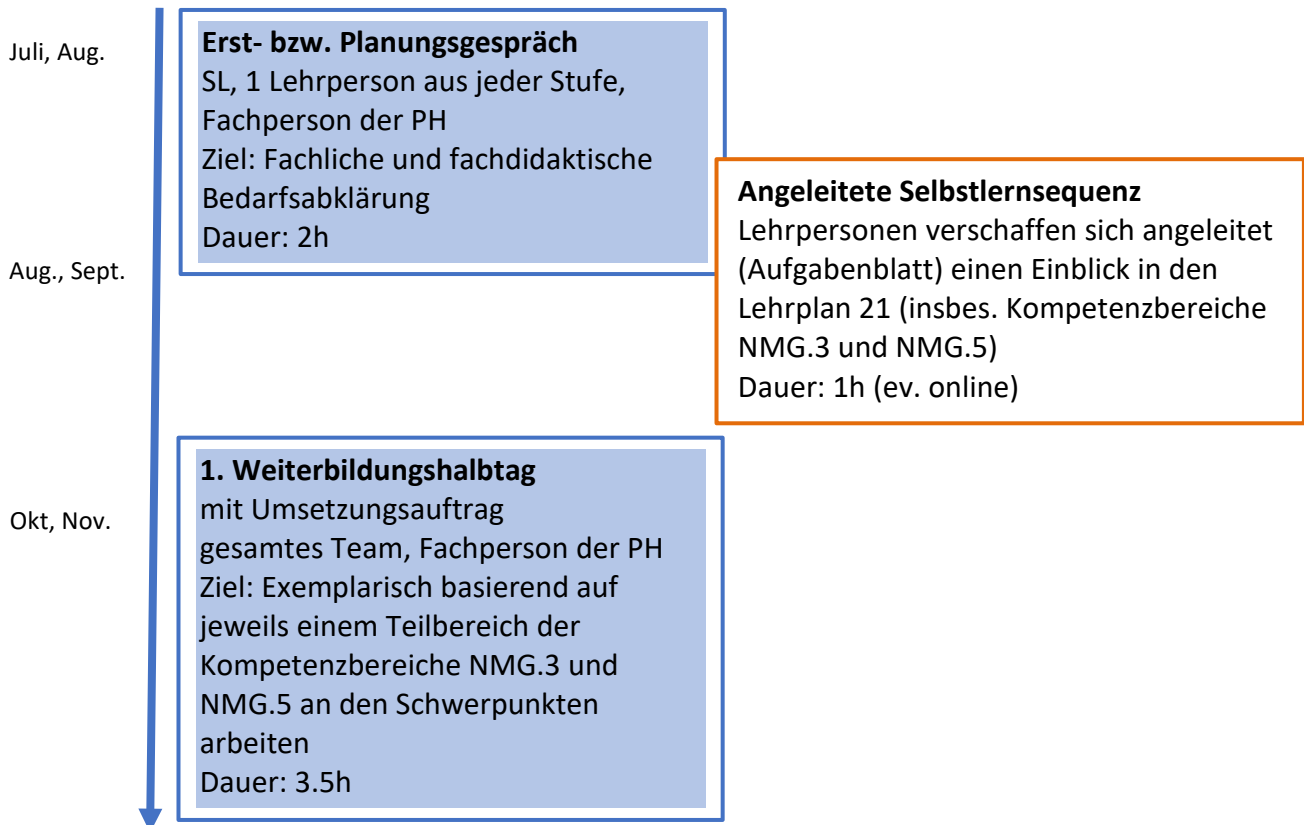 Juli, Aug.
Erst- bzw. Planungsgespräch
SL, 1 Lehrperson aus jeder Stufe,
Fachperson der PH
Ziel: Fachliche und fachdidaktische
Bedarfsabklärung
Dauer: 2h
Aug., Sept.
Angeleitete Selbstlernsequenz
Lehrpersonen verschaffen sich angeleitet
(Aufgabenblatt) einen Einblick in den
Lehrplan 21 (insbes. Kompetenzbereiche
NMG.3 und NMG.5)
Dauer: 1h (ev. online)
Okt, Nov.
1. Weiterbildungshalbtag
mit Umsetzungsauftrag
gesamtes Team, Fachperson der PH
Ziel: Exemplarisch basierend auf
jeweils einem Teilbereich der
Kompetenzbereiche NMG.3 und
NMG.5 an den Schwerpunkten
arbeiten
Dauer: 3.5h